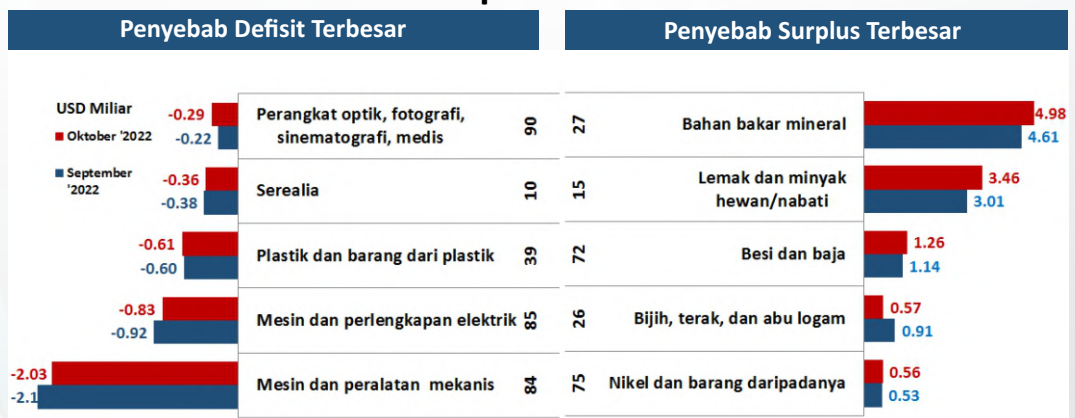 Penyebab Defisit Terbesar
USD Miliar
Oktober '2022
September
'2022
-0.29
-0.22
Perangkat optik, fotografi,
sinematografi, medis
90
-0.36
-0.38
Serealia
10
-0.61
-0.60
Plastik dan barang dari plastik
39
-0.83
-0.92
Mesin dan perlengkapan elektrik
85
-2.03
-2.1
Mesin dan peralatan mekanis
84
Penyebab Surplus Terbesar
27
Bahan bakar mineral
4.98
4.61
15
Lemak dan minyak
hewan/nabati
3.46
3.01
72
Besi dan baja
1.26
1.14
26
Bijih, terak, dan abu logam
0.57
0.91
75
Nikel dan barang daripadanya
0.56
0.53